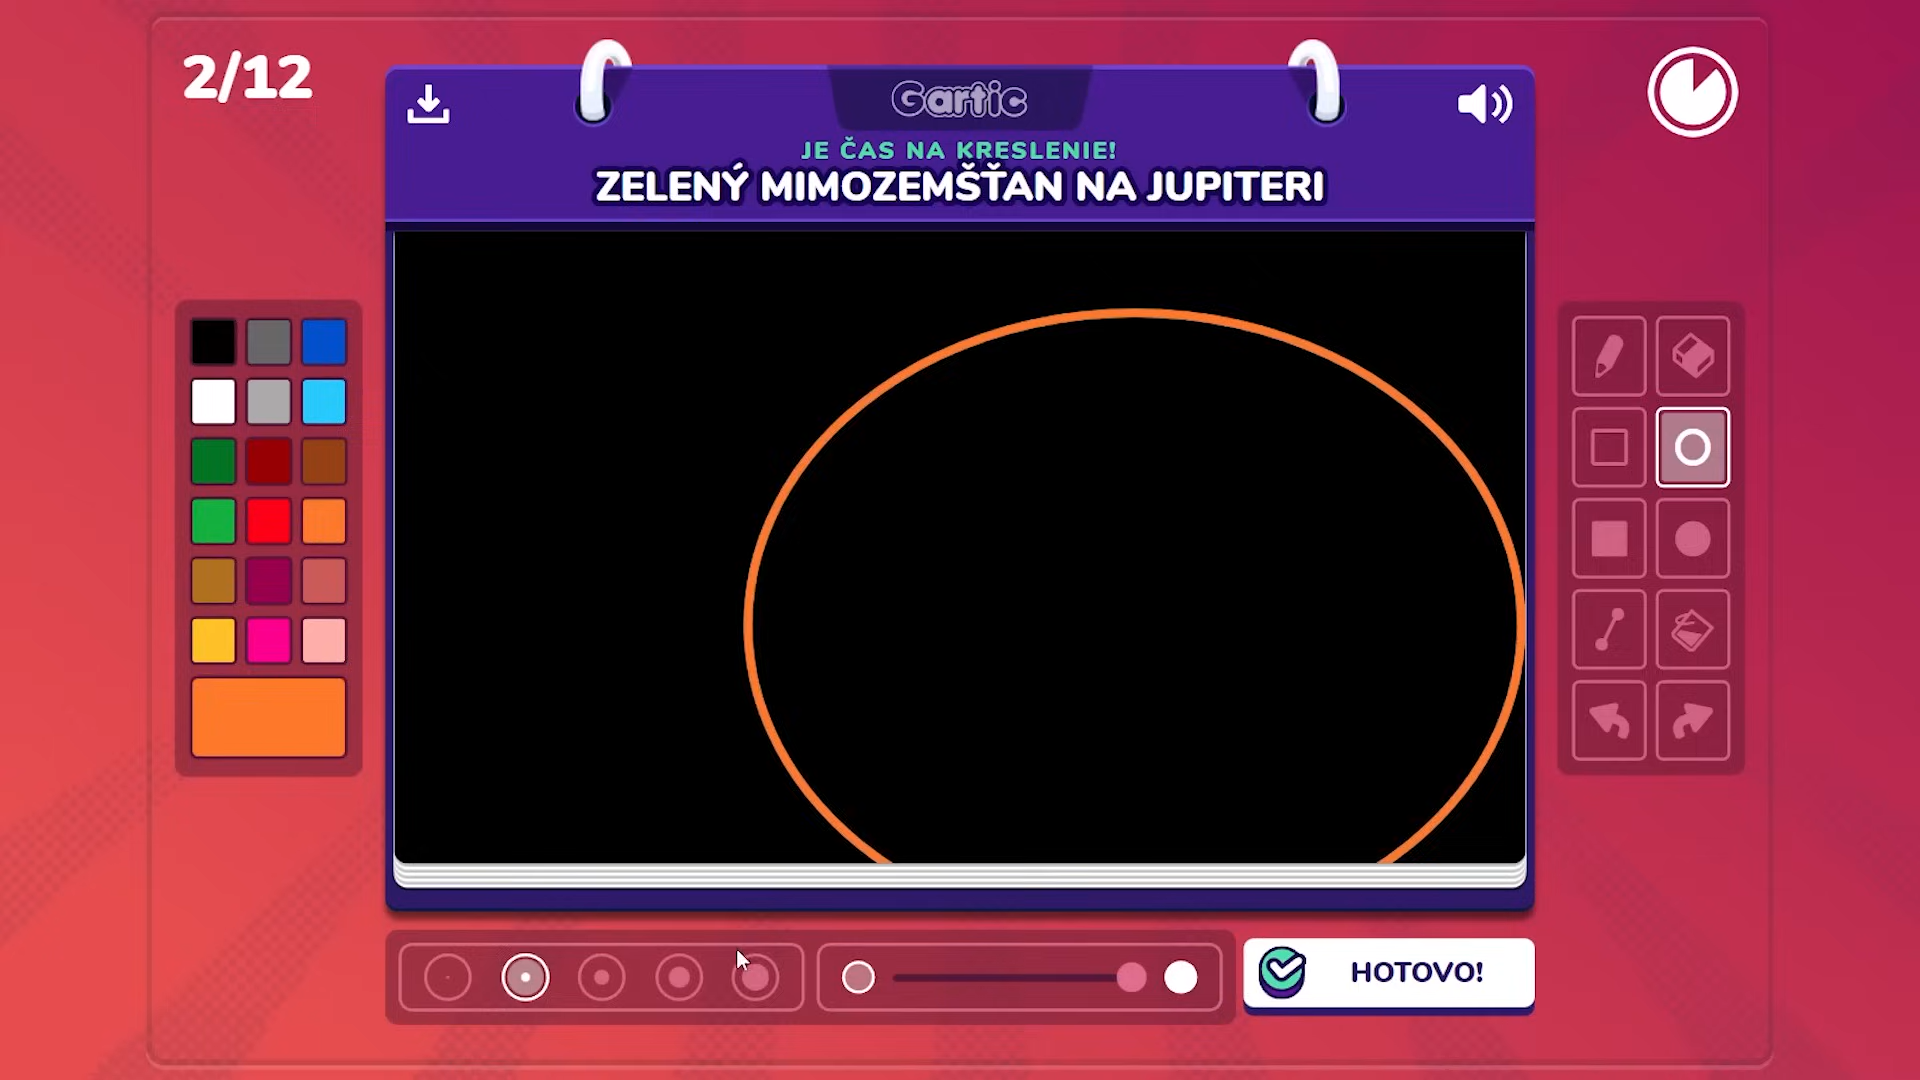 2/12
Gartic
JE ČAS NA KRESLENIE!
ZELENÝ MIMOZEMŠŤAN NA JUPITERI
HOTOVO!